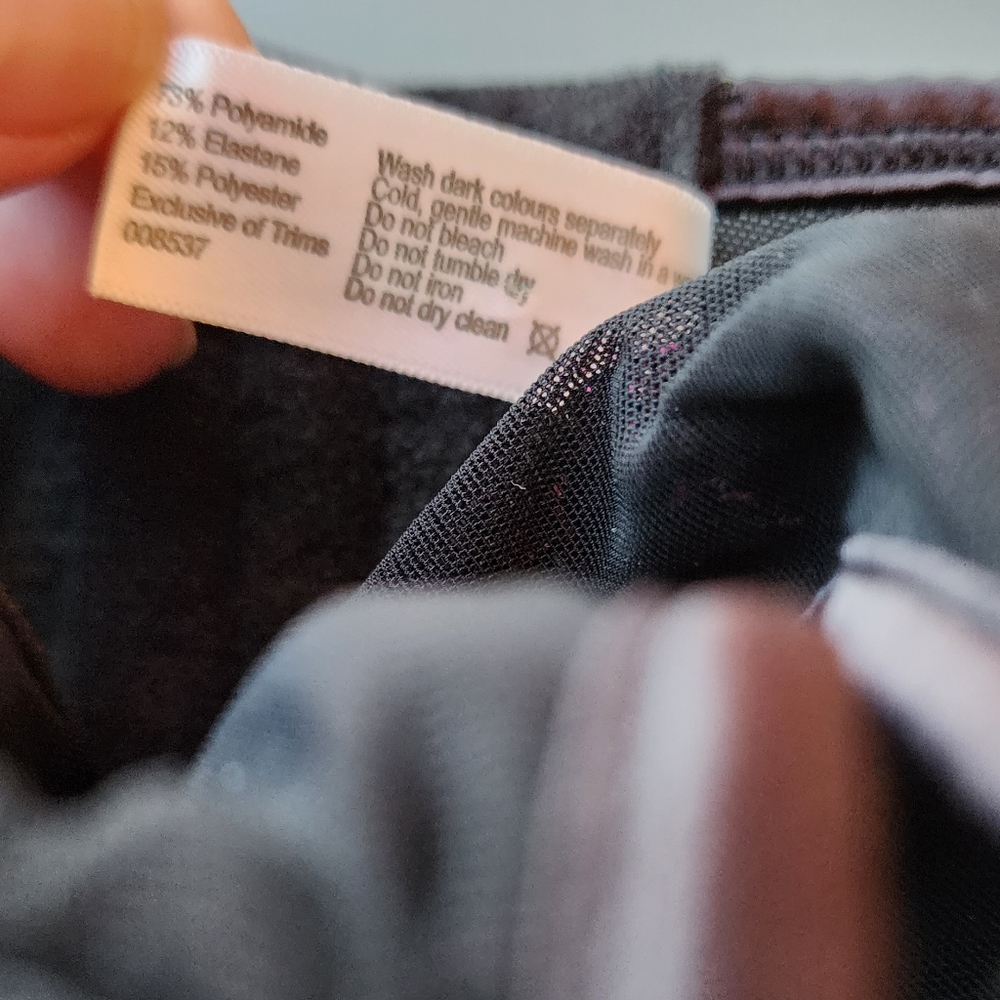 73% Polyamide
12% Elastane
15% Polyester
Exclusive of Trims
008537
Wash dark colours separately
Cold, gentle machine wash in a
Do not bleach
Do not tumble dry
Do not iron
Do not dry clean